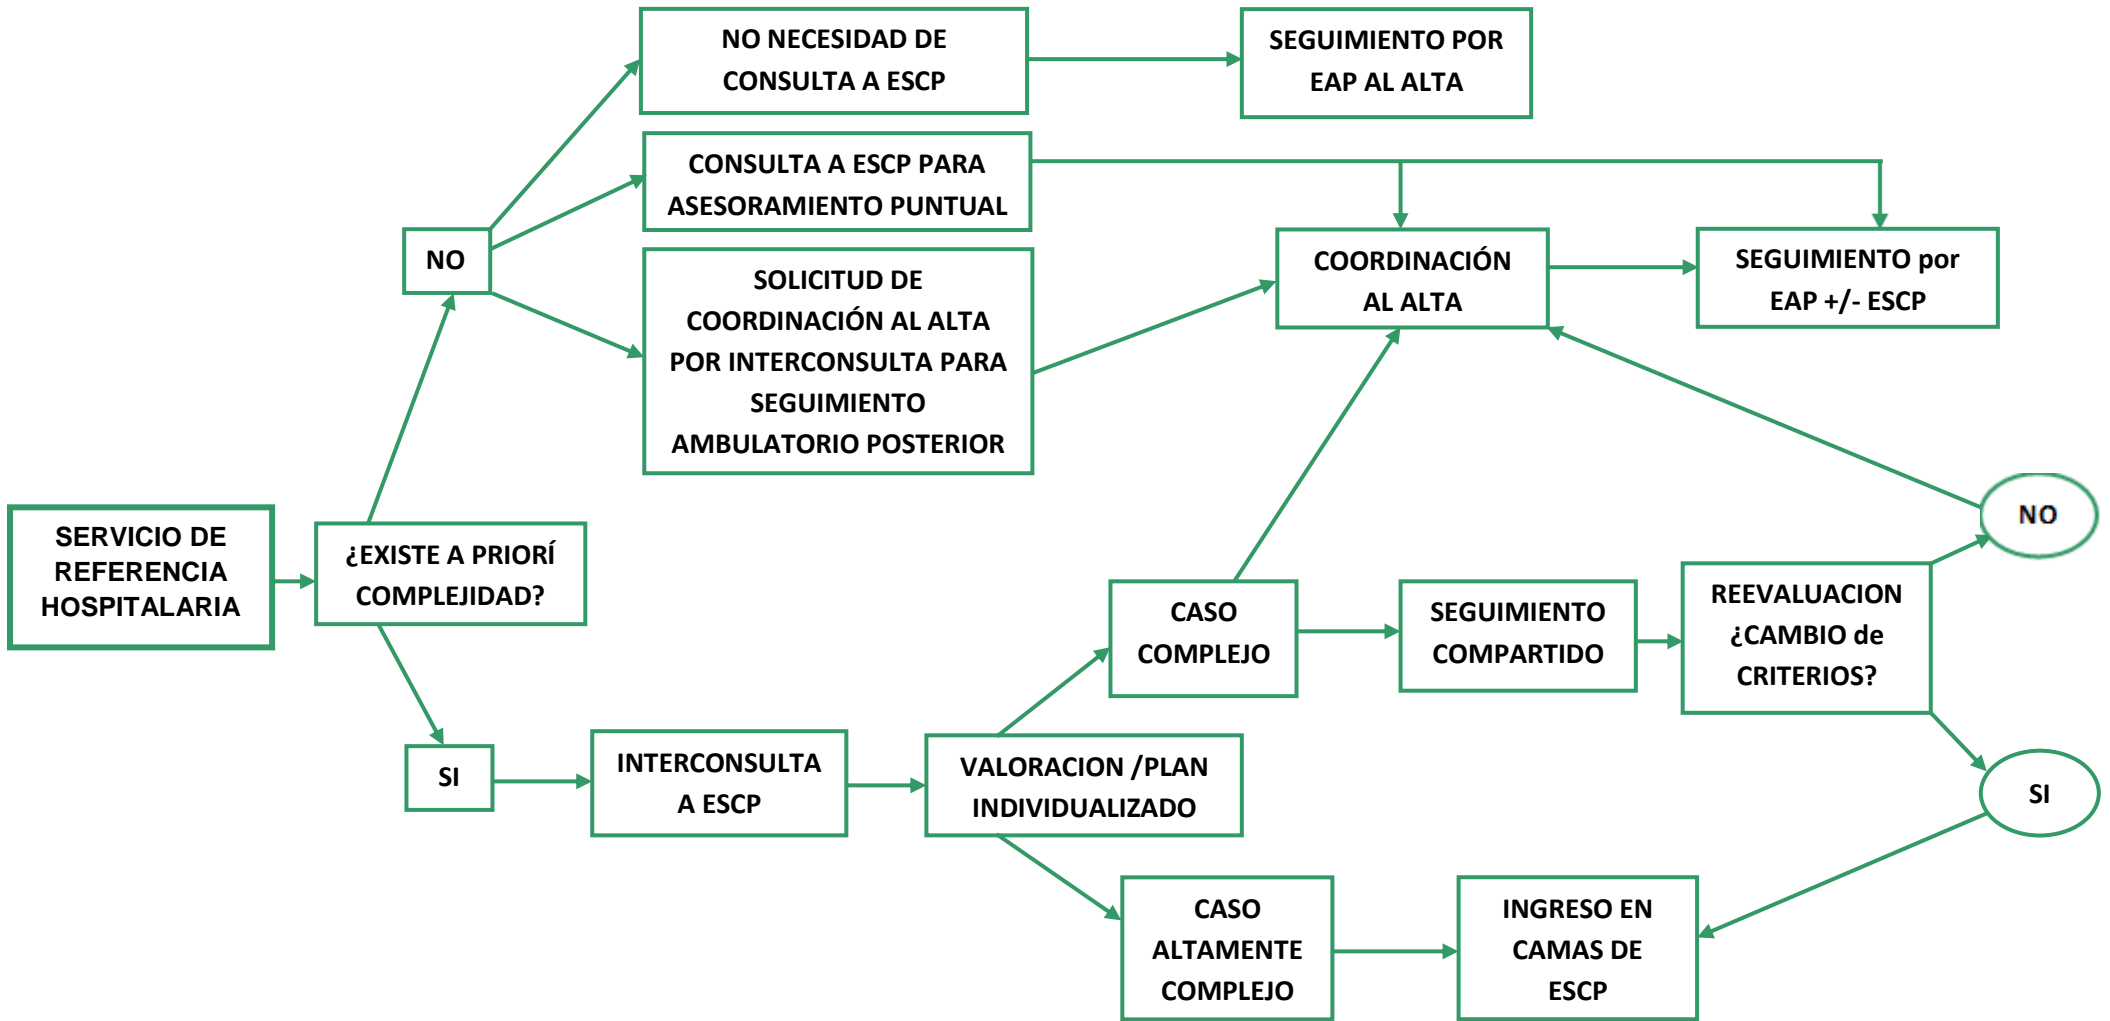 NO NECESIDAD DE
CONSULTA A ESCP
SEGUIMIENTO POR
EAP AL ALTA
CONSULTA A ESCP PARA
ASESORAMIENTO PUNTUAL
NO
SOLICITUD DE
COORDINACIÓN AL ALTA
POR INTERCONSULTA PARA
SEGUIMIENTO
AMBULATORIO POSTERIOR
COORDINACIÓN
AL ALTA
SEGUIMIENTO por
EAP +/- ESCP
SERVICIO DE
REFERENCIA
HOSPITALARIA
¿EXISTE A PRIORÍ
COMPLEJIDAD?
NO
CASO
COMPLEJO
SEGUIMIENTO
COMPARTIDO
REEVALUACION
¿CAMBIO de
CRITERIOS?
SI
INTERCONSULTA
A ESCP
VALORACION /PLAN
INDIVIDUALIZADO
SI
CASO
ALTAMENTE
COMPLEJO
INGRESO EN
CAMAS DE
ESCP